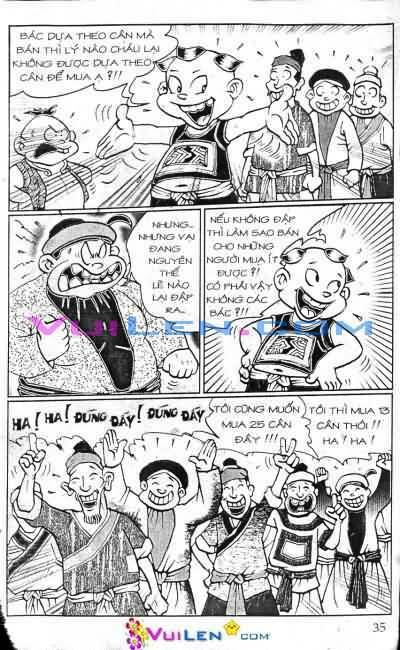 BÁC DỰA THEO CÂN MÀ
BÁN THÌ LÝ NÀO CHÁU LẠI
KHÔNG ĐƯỢC DỰA THEO
CÂN ĐỂ MUA Ạ ?!!
NHƯNG..
NHƯNG VẠI
ĐANG
NGUYÊN
THẾ
LẼ NÀO
LẠI ĐẬP
RA...
NẾU KHÔNG ĐẬP
THÌ LÀM SAO BÁN
CHO NHỮNG
NGƯỜI MUA ÍT
ĐƯỢC ?!
CÓ PHẢI VẬY
KHÔNG CÁC
BÁC ?!!
VUILEN.COM
HA! HA! ĐÚNG ĐẤY! ĐÚNG ĐẤY
TÔI CŨNG MUỐN
MUA 25 CÂN
ĐÂY !!!
TÔI THÌ MUA 13
CÂN THÔI !!
HA! HA!
35
VUILEN.COM